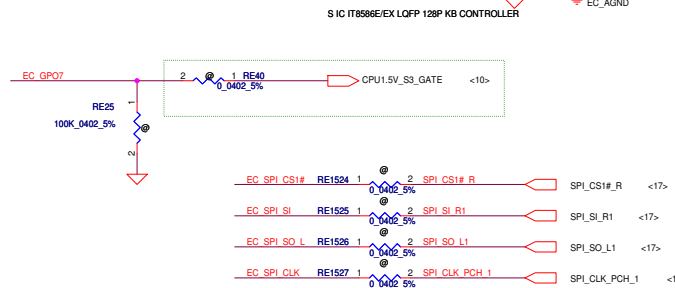 EC_AGND
S IC IT8586E/EX LQFP 128P KB CONTROLLER
EC_GPO7 2 @ 1 RE40 CPU1.5V_S3_GATE <10>
0_0402_5%
RE25 1
100K_0402_5% @
2
@
EC_SPI_CS1# RE1524 1 2 SPI_CS1#_R SPI_CS1#_R <17>
0_0402_5%
@
EC_SPI_SI RE1525 1 2 SPI_SI_R1 SPI_SI_R1 <17>
0_0402_5%
@
EC_SPI_SO_L RE1526 1 2 SPI_SO_L1 SPI_SO_L1 <17>
0_0402_5%
@
EC_SPI_CLK RE1527 1 2 SPI_CLK_PCH_1 SPI_CLK_PCH_1
0_0402_5%